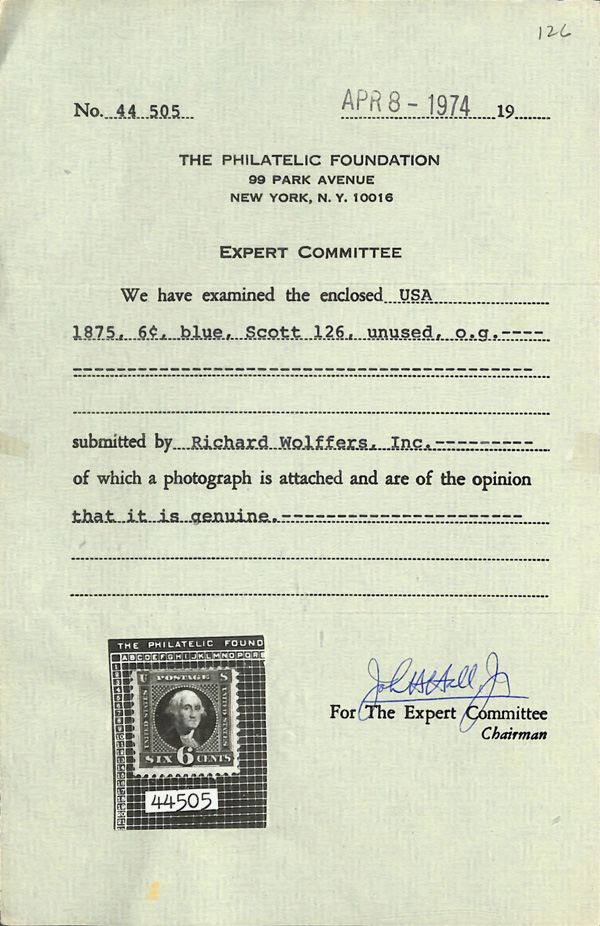 126
No. 44 505 APR 8 - 1974 19
THE PHILATELIC FOUNDATION
99 PARK AVENUE
NEW YORK, N. Y. 10016
EXPERT COMMITTEE
We have examined the enclosed USA
1875, 6¢, blue, Scott 126, unused, o.g.----
submitted by Richard Wolffers, Inc.---------
of which a photograph is attached and are of the opinion
that it is genuine.----------------------
THE PHILATELIC FOUND
ABCDEFGHIJKLMNOPQR
U POSTAGE S
UNITED STATES
UNITED STATES
SIX 6 CENTS
44505
For The Expert Committee
Chairman